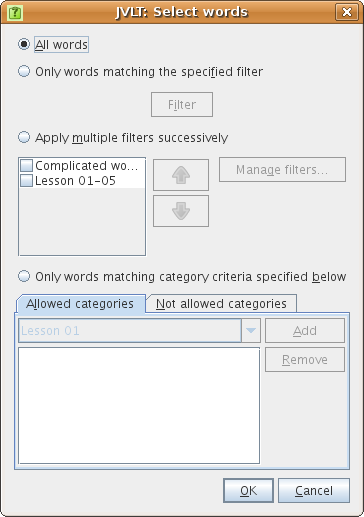 JVLT: Select words
All words
Only words matching the specified filter
Filter
Apply multiple filters successively
Complicated wo...
Lesson 01-05
Manage filters...
Only words matching category criteria specified below
Allowed categories Not allowed categories
Lesson 01 Add
Remove
OK Cancel